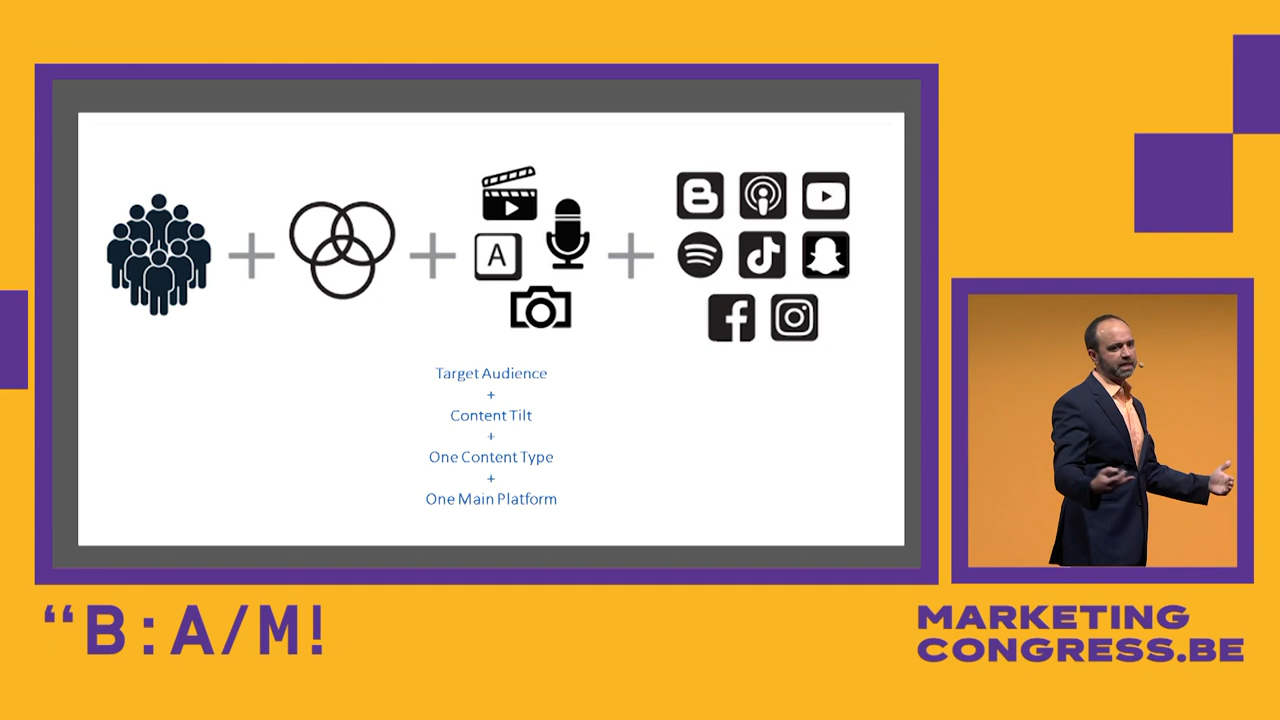 A
B
Target Audience
+
Content Tilt
+
One Content Type
+
One Main Platform
“B:A/M!
MARKETING
CONGRESS.BE